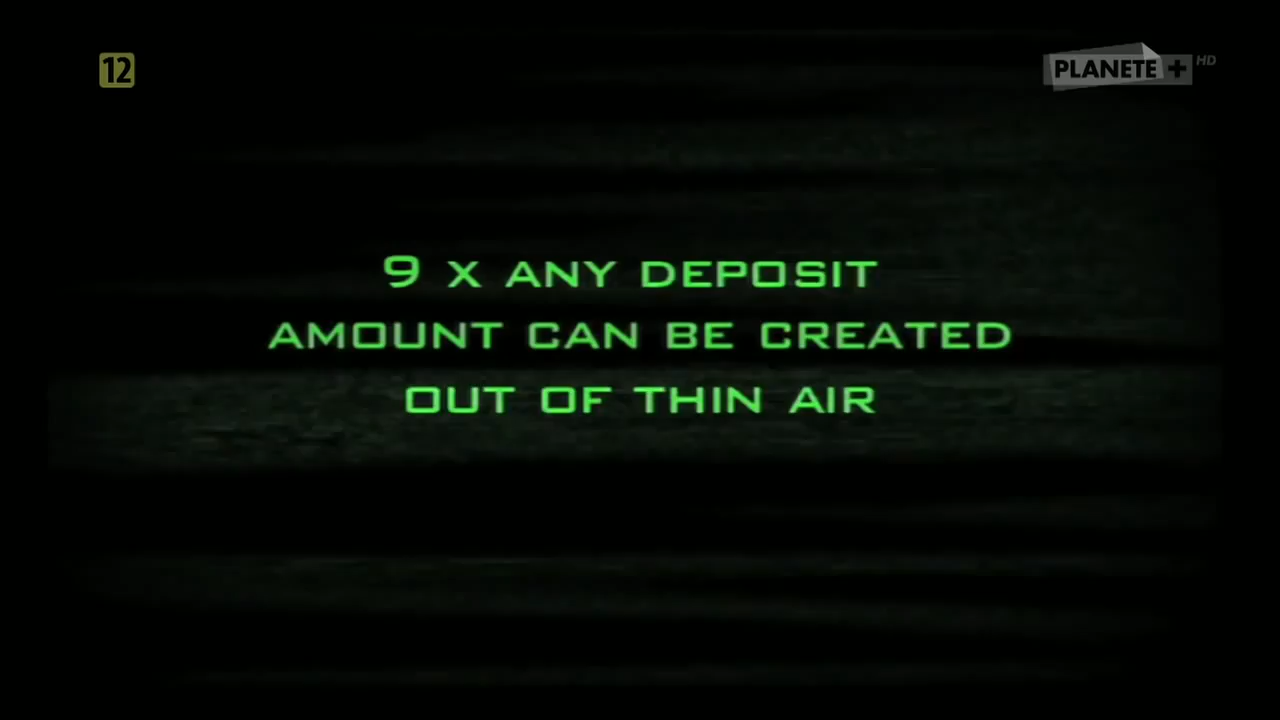 12
PLANETE + HD
9 X ANY DEPOSIT
AMOUNT CAN BE CREATED
OUT OF THIN AIR